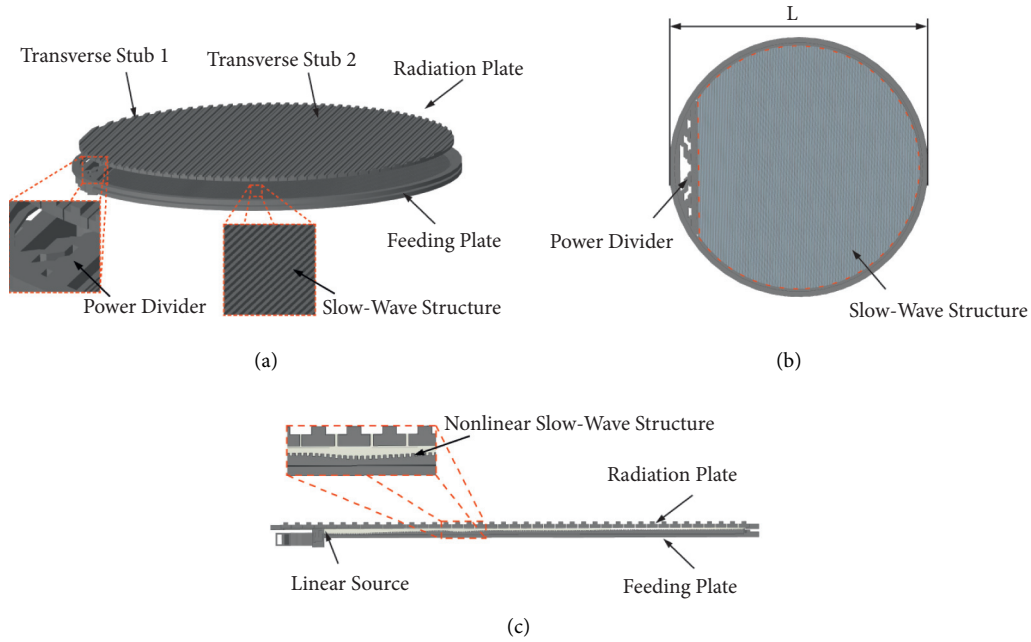 Transverse Stub 1
Transverse Stub 2
Radiation Plate
Feeding Plate
Power Divider
Slow-Wave Structure
(a)
L
Power Divider
Slow-Wave Structure
(b)
Nonlinear Slow-Wave Structure
Radiation Plate
Linear Source
Feeding Plate
(c)